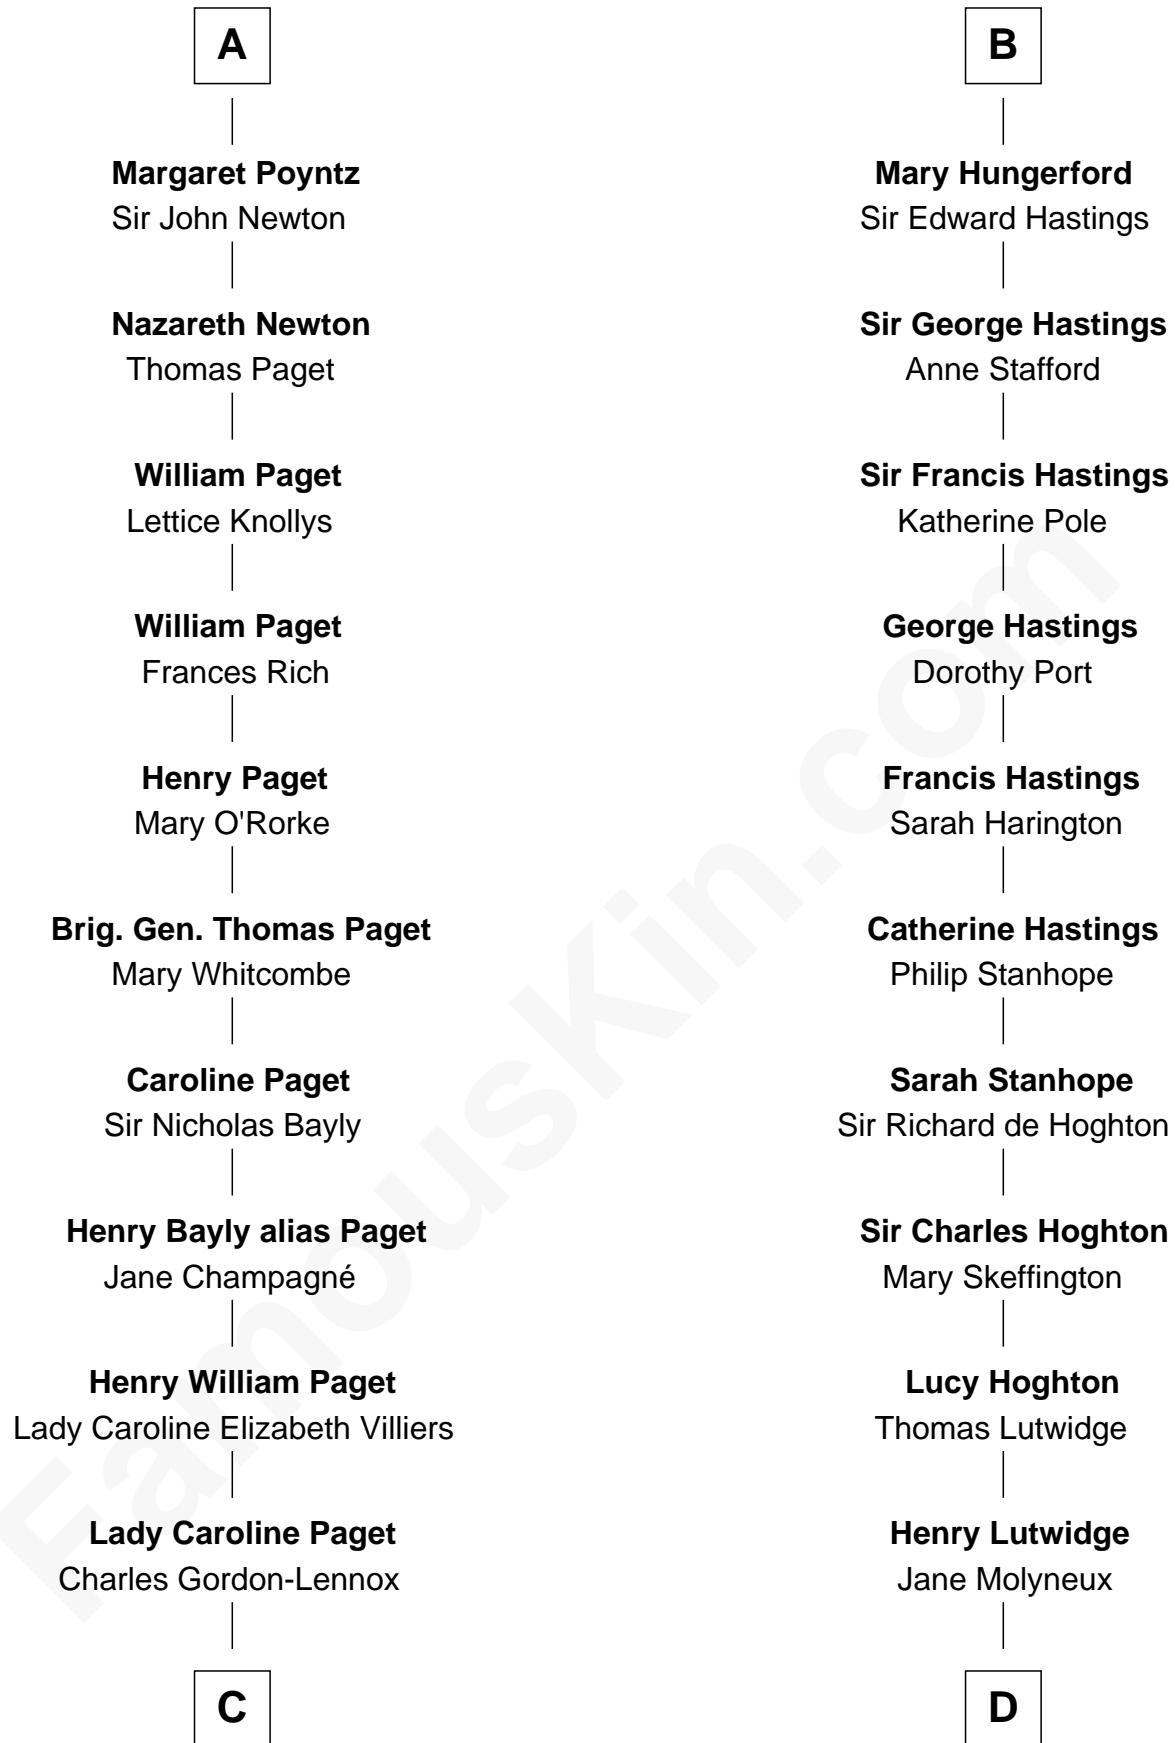 A
Margaret Poyntz
Sir John Newton
Nazareth Newton
Thomas Paget
William Paget
Lettice Knollys
William Paget
Frances Rich
Henry Paget
Mary O'Rorke
Brig. Gen. Thomas Paget
Mary Whitcombe
Caroline Paget
Sir Nicholas Bayly
Henry Bayly alias Paget
Jane Champagné
Henry William Paget
Lady Caroline Elizabeth Villiers
Lady Caroline Paget
Charles Gordon-Lennox
C
B
Mary Hungerford
Sir Edward Hastings
Sir George Hastings
Anne Stafford
Sir Francis Hastings
Katherine Pole
George Hastings
Dorothy Port
Francis Hastings
Sarah Harington
Catherine Hastings
Philip Stanhope
Sarah Stanhope
Sir Richard de Hoghton
Sir Charles Hoghton
Mary Skeffington
Lucy Hoghton
Thomas Lutwidge
Henry Lutwidge
Jane Molyneux
D
FamousKin.com